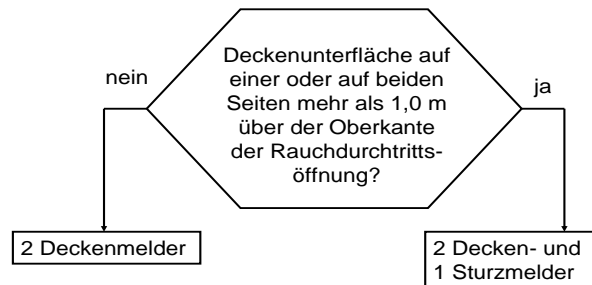 nein
Deckenunterfläche auf
einer oder auf beiden
Seiten mehr als 1,0 m
über der Oberkante
der Rauchdurchtritts-
öffnung?
ja
2 Deckenmelder
2 Decken- und
1 Sturzmelder